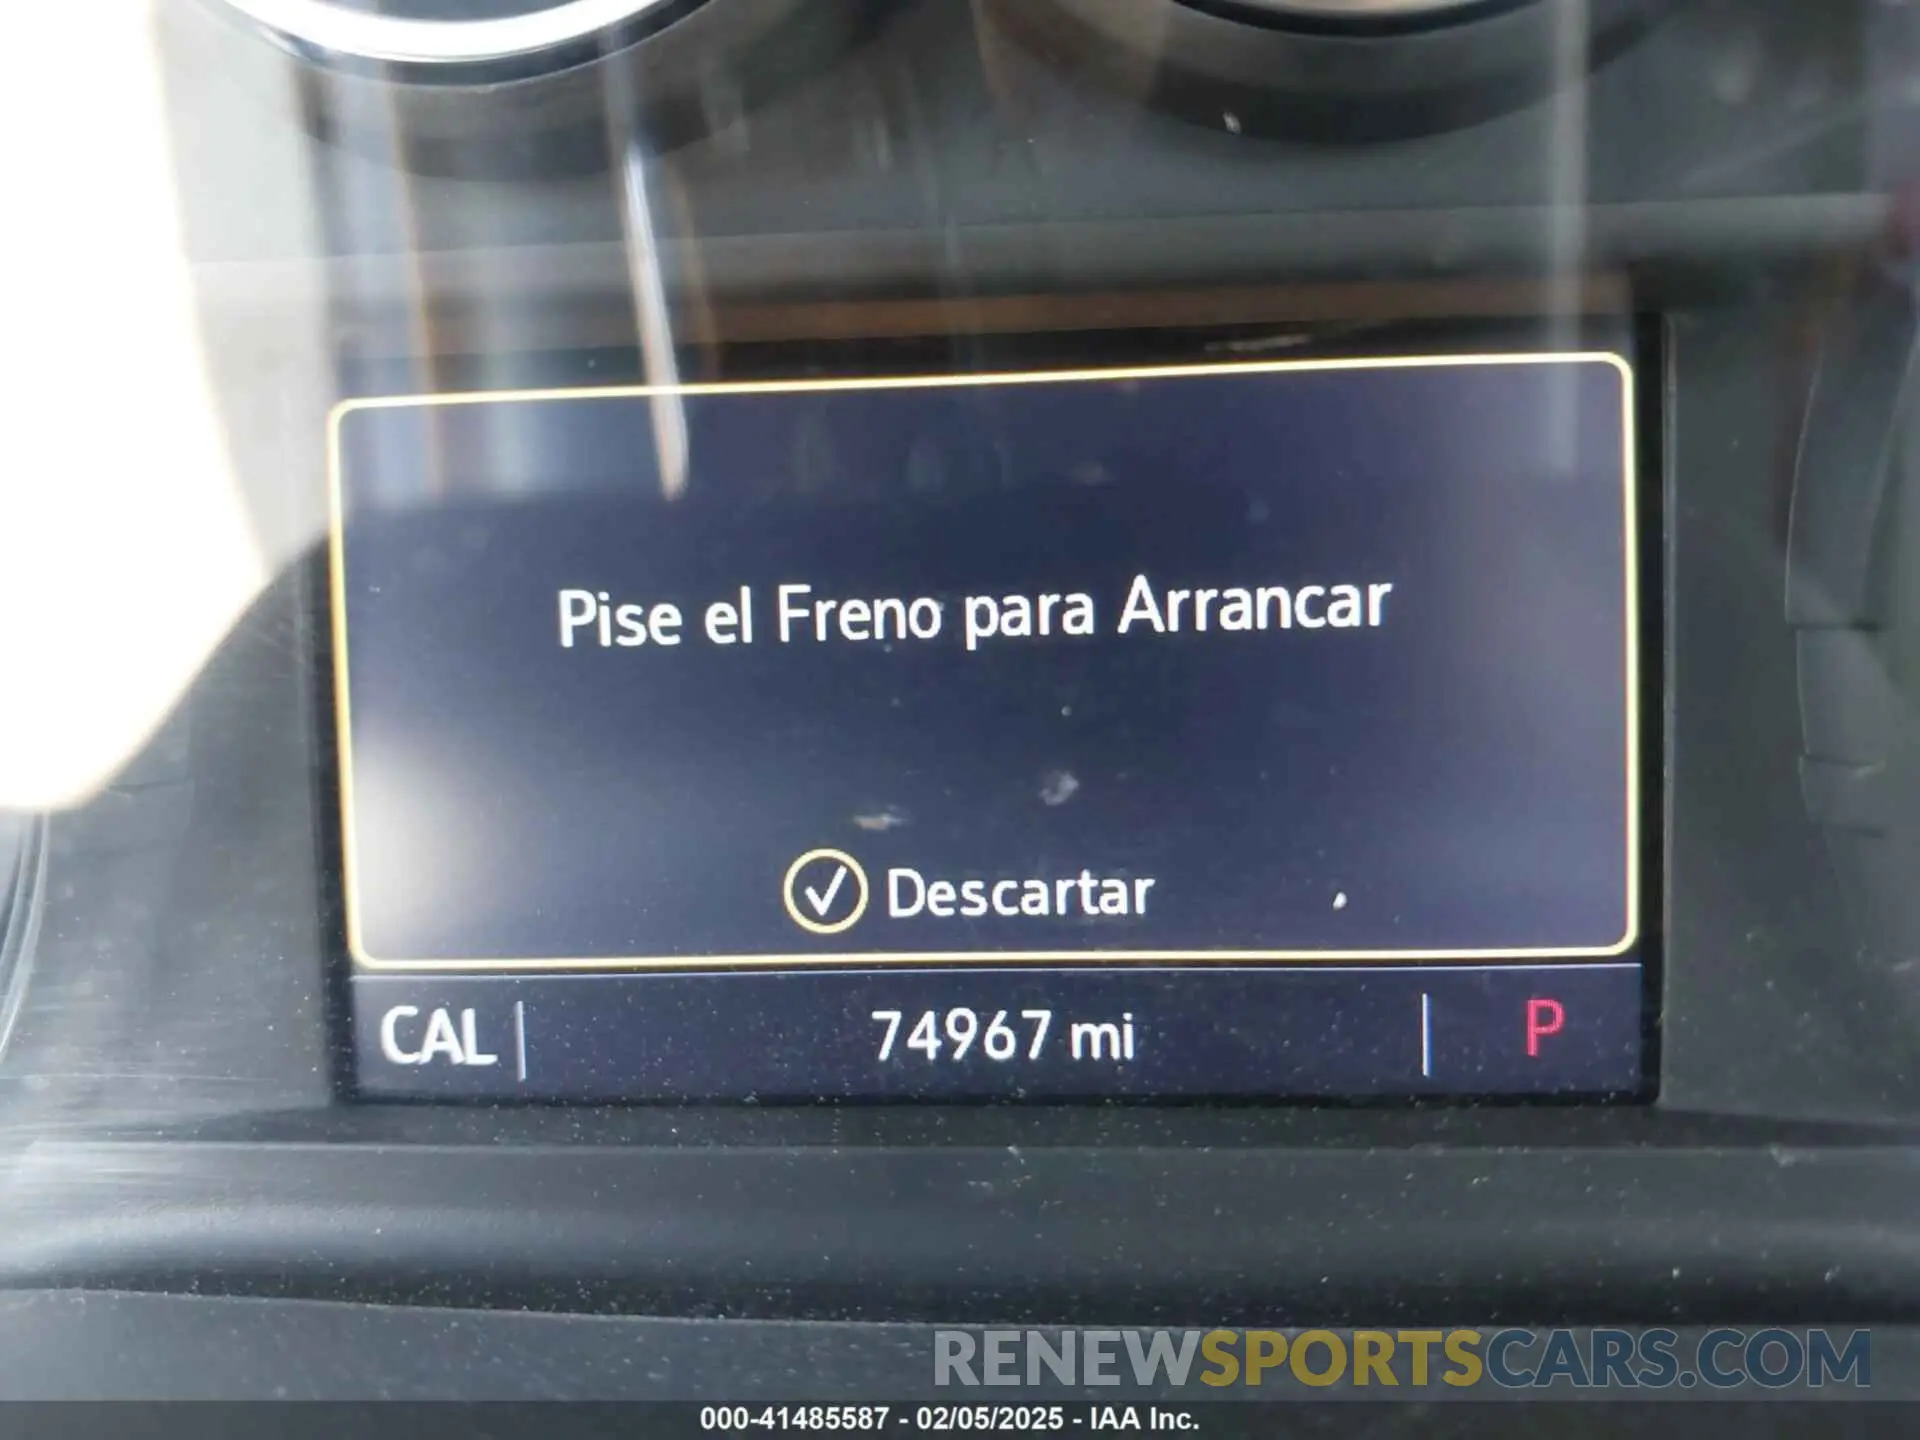 Pise el Freno para Arrancar
Descartar
CAL 74967 mi P
RENEWSPORTSCARS.COM
000-41485587 - 02/05/2025 - IAA Inc.